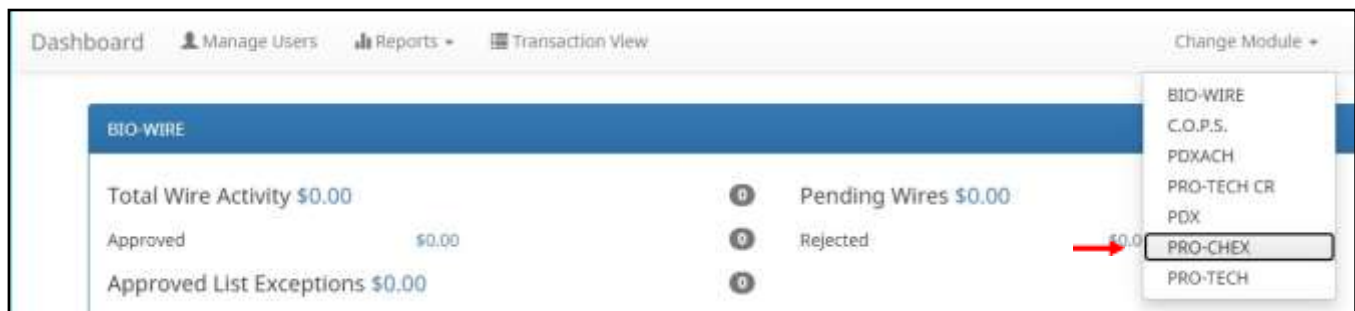 Dashboard Manage Users Reports Transaction View Change Module
BIO-WIRE
C.O.P.S.
PDXACH
PRO-TECH CR
PDX
PRO-CHEX
PRO-TECH
BIO-WIRE
Total Wire Activity $0.00 0 Pending Wires $0.00
Approved $0.00 0 Rejected $0.0
Approved List Exceptions $0.00 0